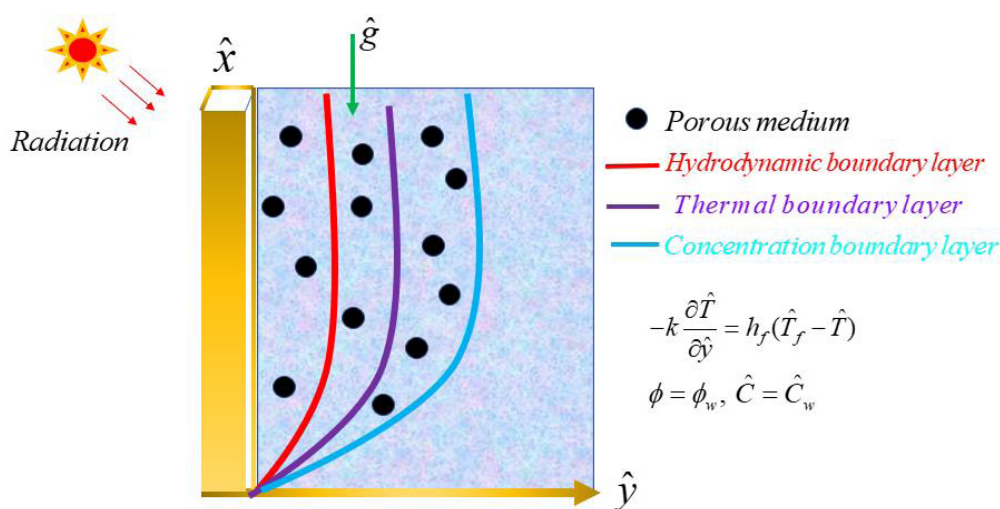 x̂
ĝ
Radiation
Porous medium
Hydrodynamic boundary layer
Thermal boundary layer
Concentration boundary layer
−k ∂T̂/∂ŷ = h_f(T̂_f − T̂)
ϕ = ϕ_w, Ĉ = Ĉ_w
ŷ